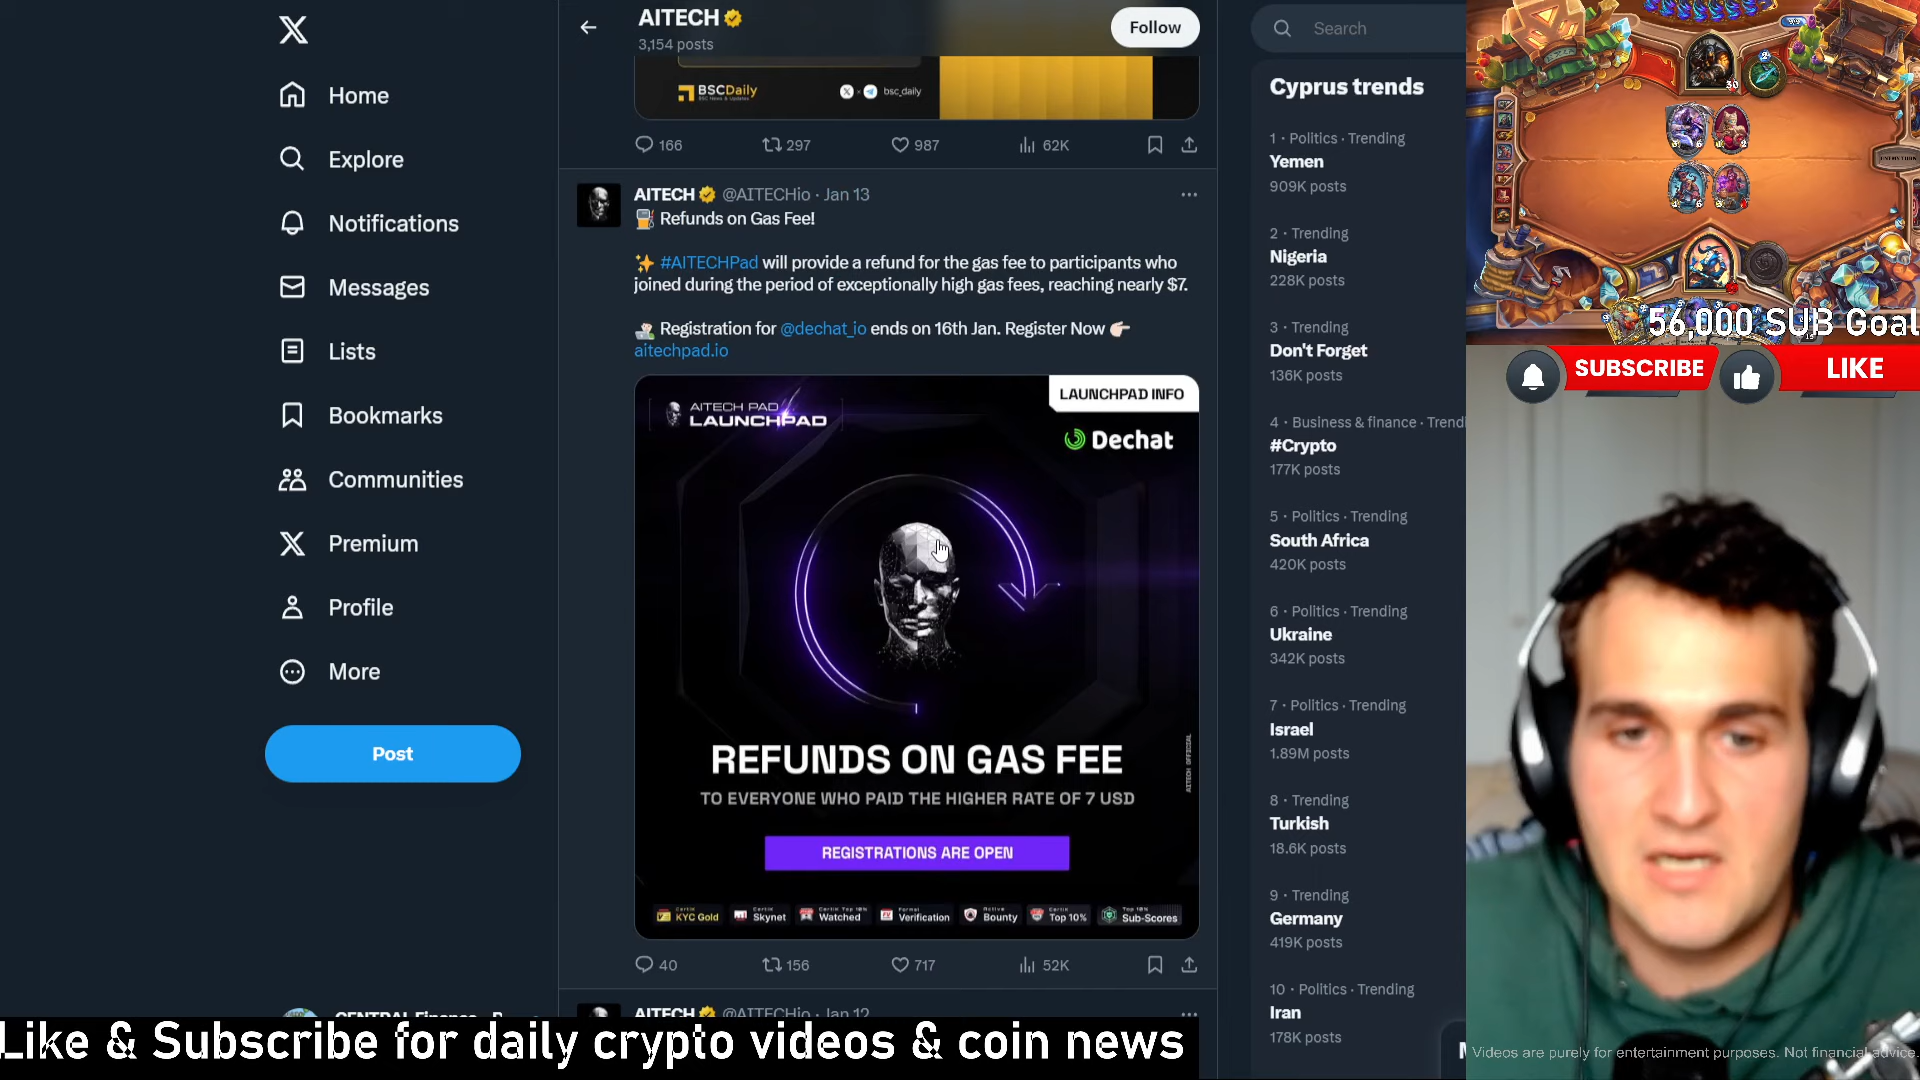 Home
Explore
Notifications
Messages
Lists
Bookmarks
Communities
Premium
Profile
More
Post
AITECH
3,154 posts
Follow
BSCDaily
BSC News & Updates
bsc_daily
166
297
987
62K
AITECH @AITECHio · Jan 13
Refunds on Gas Fee!
#AITECHPad will provide a refund for the gas fee to participants who
joined during the period of exceptionally high gas fees, reaching nearly $7.
Registration for @dechat_io ends on 16th Jan. Register Now
aitechpad.io
LAUNCHPAD INFO
AITECH PAD
LAUNCHPAD
Dechat
REFUNDS ON GAS FEE
TO EVERYONE WHO PAID THE HIGHER RATE OF 7 USD
AITECH OFFICIAL
REGISTRATIONS ARE OPEN
KYC Gold
Skynet
Watched
Verification
Bounty
Top 10%
Sub-Scores
40
156
717
52K
AITECH @AITECHio · Jan 12
Search
Cyprus trends
1 · Politics · Trending
Yemen
909K posts
2 · Trending
Nigeria
228K posts
3 · Trending
Don't Forget
136K posts
4 · Business & finance · Trendi
#Crypto
177K posts
5 · Politics · Trending
South Africa
420K posts
6 · Politics · Trending
Ukraine
342K posts
7 · Politics · Trending
Israel
1.89M posts
8 · Trending
Turkish
18.6K posts
9 · Trending
Germany
419K posts
10 · Politics · Trending
Iran
178K posts
30
56,000 SUB Goal
SUBSCRIBE
LIKE
Like & Subscribe for daily crypto videos & coin news
Videos are purely for entertainment purposes. Not financial advice.